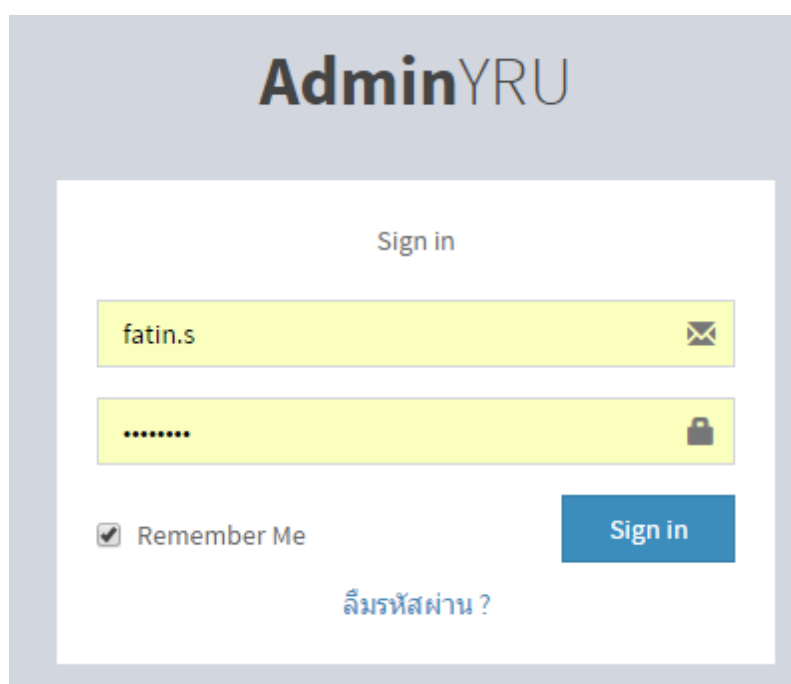 AdminYRU
Sign in
fatin.s
••••••••
Remember Me
Sign in
ลืมรหัสผ่าน ?